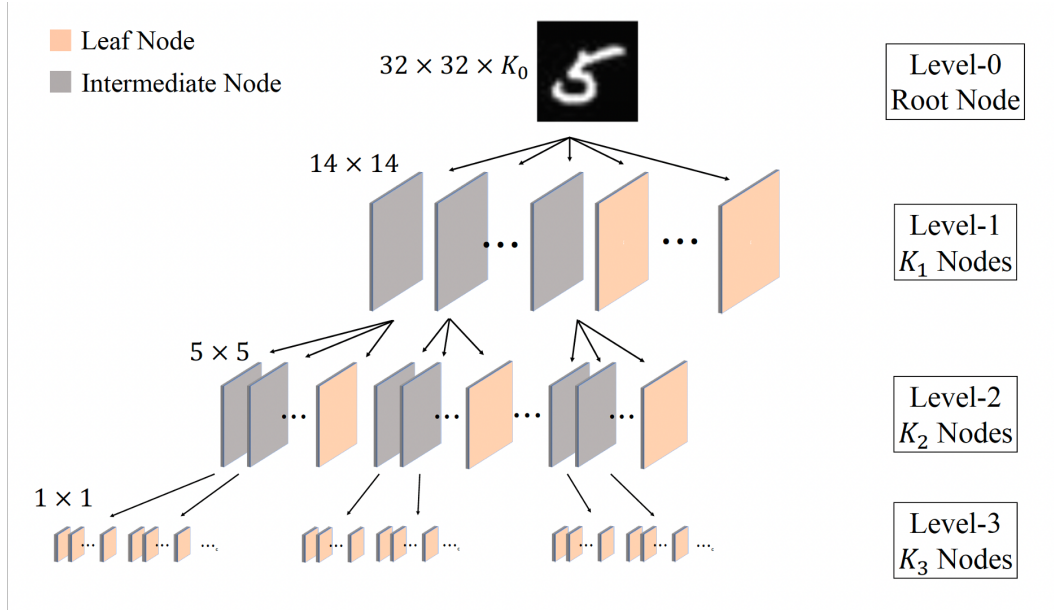 Leaf Node
Intermediate Node
32 × 32 × K₀
Level-0
Root Node
14 × 14
Level-1
K₁ Nodes
5 × 5
Level-2
K₂ Nodes
1 × 1
Level-3
K₃ Nodes